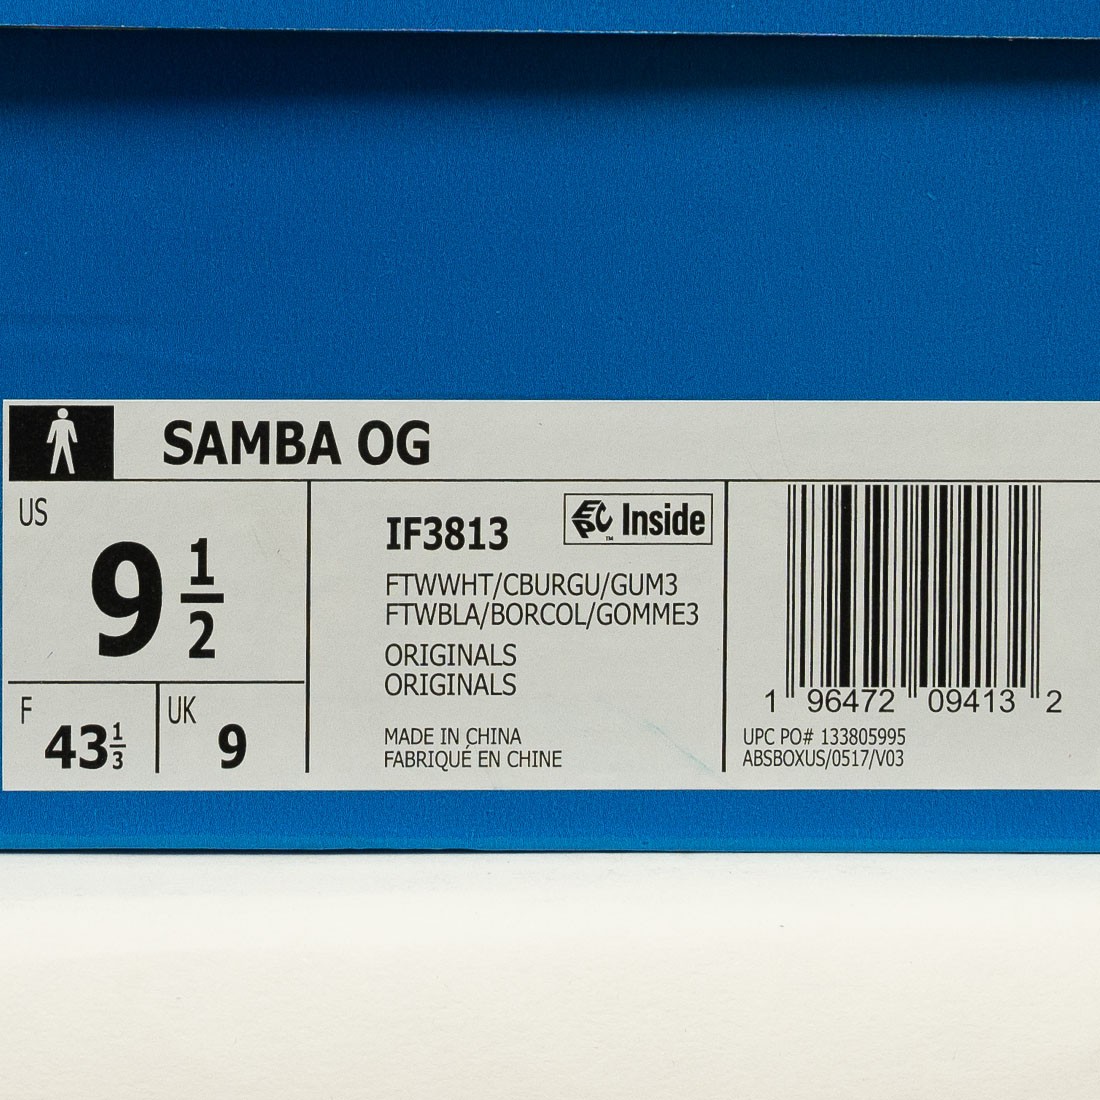 SAMBA OG
US
9 1/2
F
43 1/3
UK
9
IF3813
EPC™ Inside
FTWWHT/CBURGU/GUM3
FTWBLA/BORCOL/GOMME3
ORIGINALS
ORIGINALS
MADE IN CHINA
FABRIQUÉ EN CHINE
1 96472 09413 2
UPC PO# 133805995
ABSBOXUS/0517/V03